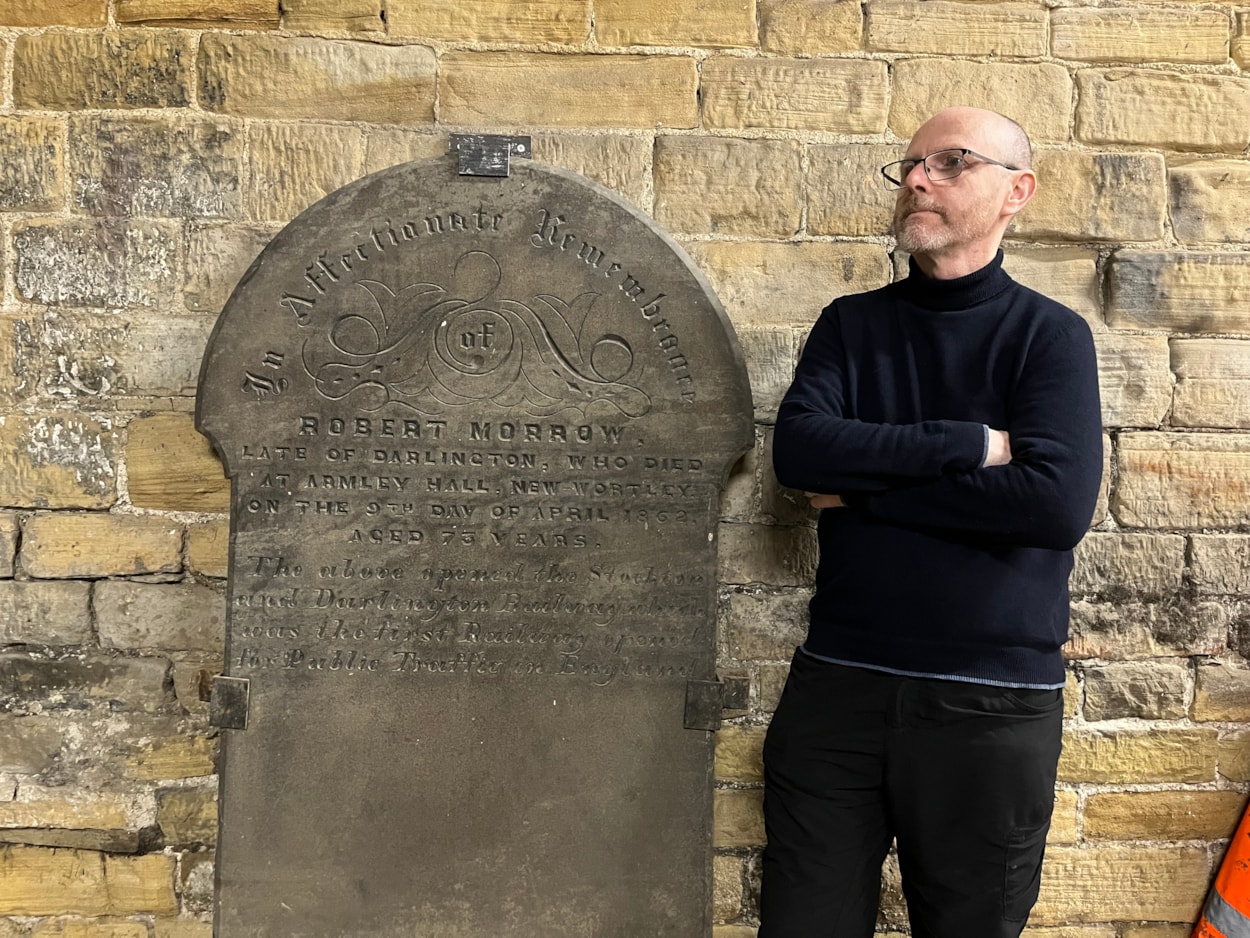 In Affectionate Remembrance
of
ROBERT MORROW,
LATE OF DARLINGTON, WHO DIED
AT ARMLEY HALL, NEW-WORTLEY
ON THE 9TH DAY OF APRIL 1862,
AGED 73 YEARS.
The above opened the Stockton
and Darlington Railway which
was the first Railway opened
for Public Traffic in England